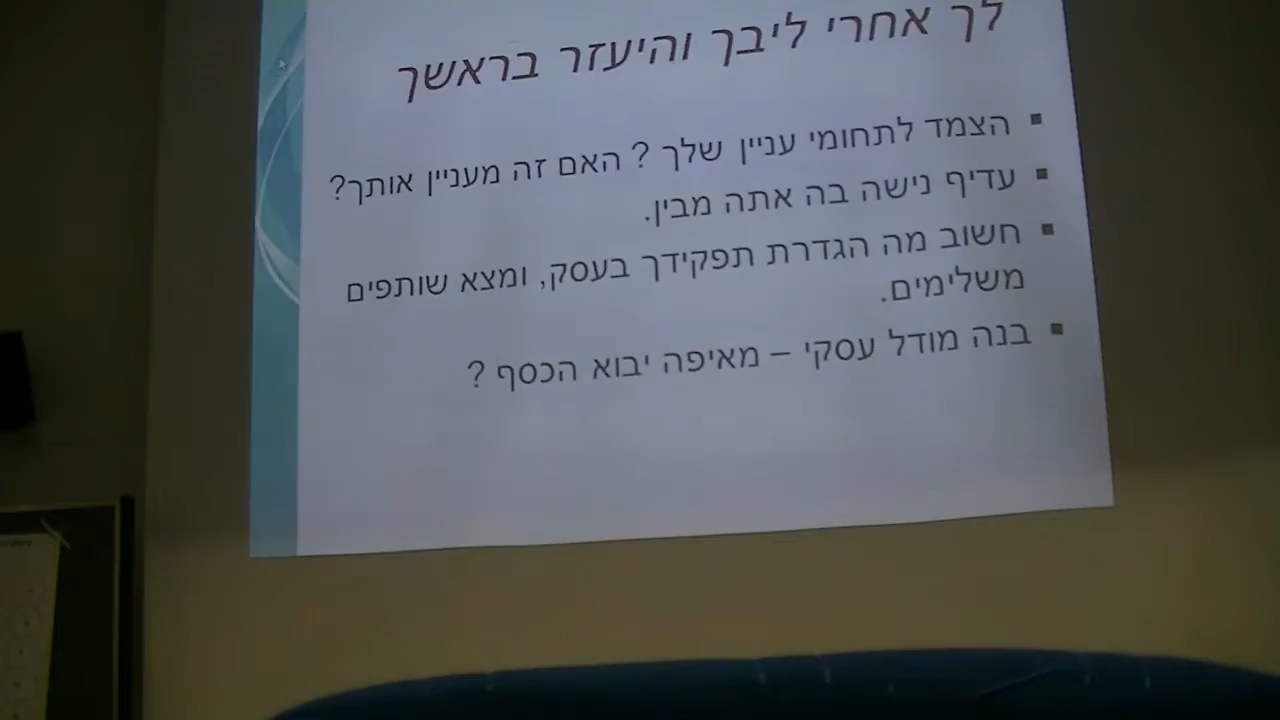 לך אחרי ליבך והיעזר בראשך
הצמד לתחומי עניין שלך ? האם זה מעניין אותך?
עדיף נישה בה אתה מבין.
חשוב מה הגדרת תפקידך בעסק, ומצא שותפים
משלימים.
בנה מודל עסקי – מאיפה יבוא הכסף ?